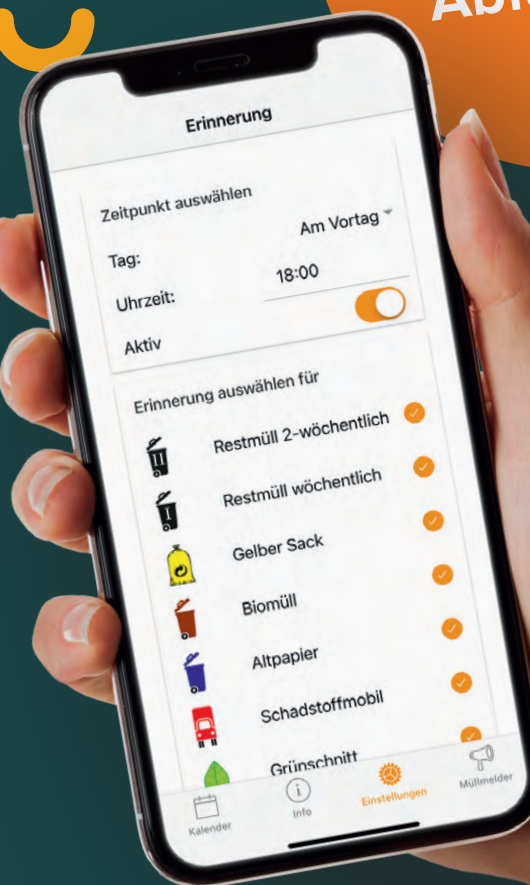 Erinnerung
Zeitpunkt auswählen
Tag:
Am Vortag
Uhrzeit:
18:00
Aktiv
Erinnerung auswählen für
II
Restmüll 2-wöchentlich
I
Restmüll wöchentlich
Gelber Sack
Biomüll
Altpapier
Schadstoffmobil
Grünschnitt
Kalender
Info
Einstellungen
Müllmelder